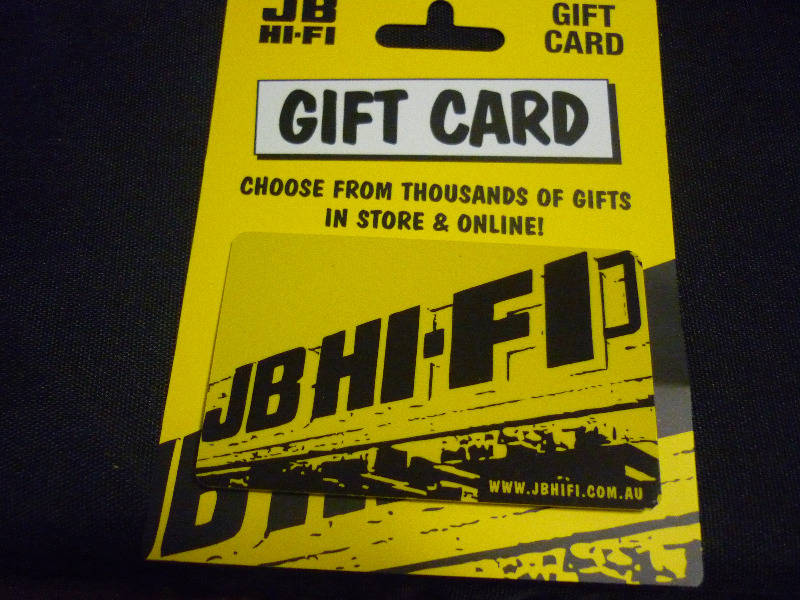 JB
HI-FI
GIFT
CARD
GIFT CARD
CHOOSE FROM THOUSANDS OF GIFTS
IN STORE & ONLINE!
JB HI-FI
WWW.JBHIFI.COM.AU